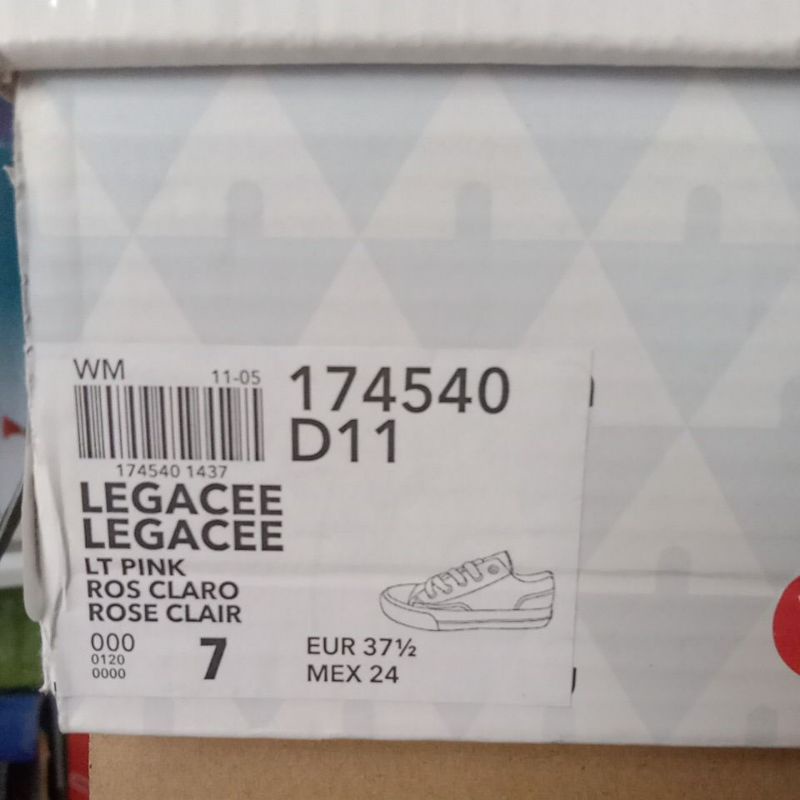 WM 11-05
174540
D11
174540 1437
LEGACEE
LEGACEE
LT PINK
ROS CLARO
ROSE CLAIR
000
0120
0000
7
EUR 37½
MEX 24